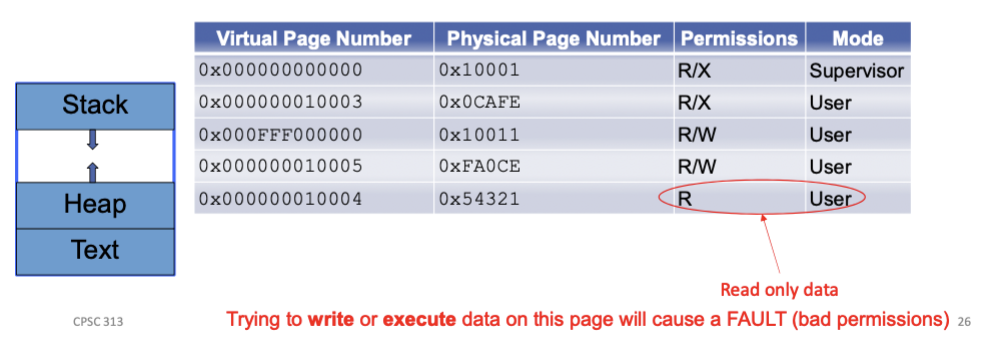 Virtual Page Number Physical Page Number Permissions Mode
0x000000000000 0x10001 R/X Supervisor
0x000000010003 0x0CAFE R/X User
0x000FFF000000 0x10011 R/W User
0x000000010005 0xFA0CE R/W User
0x000000010004 0x54321 R User
Stack
Heap
Text
Read only data
Trying to write or execute data on this page will cause a FAULT (bad permissions)
CPSC 313
26